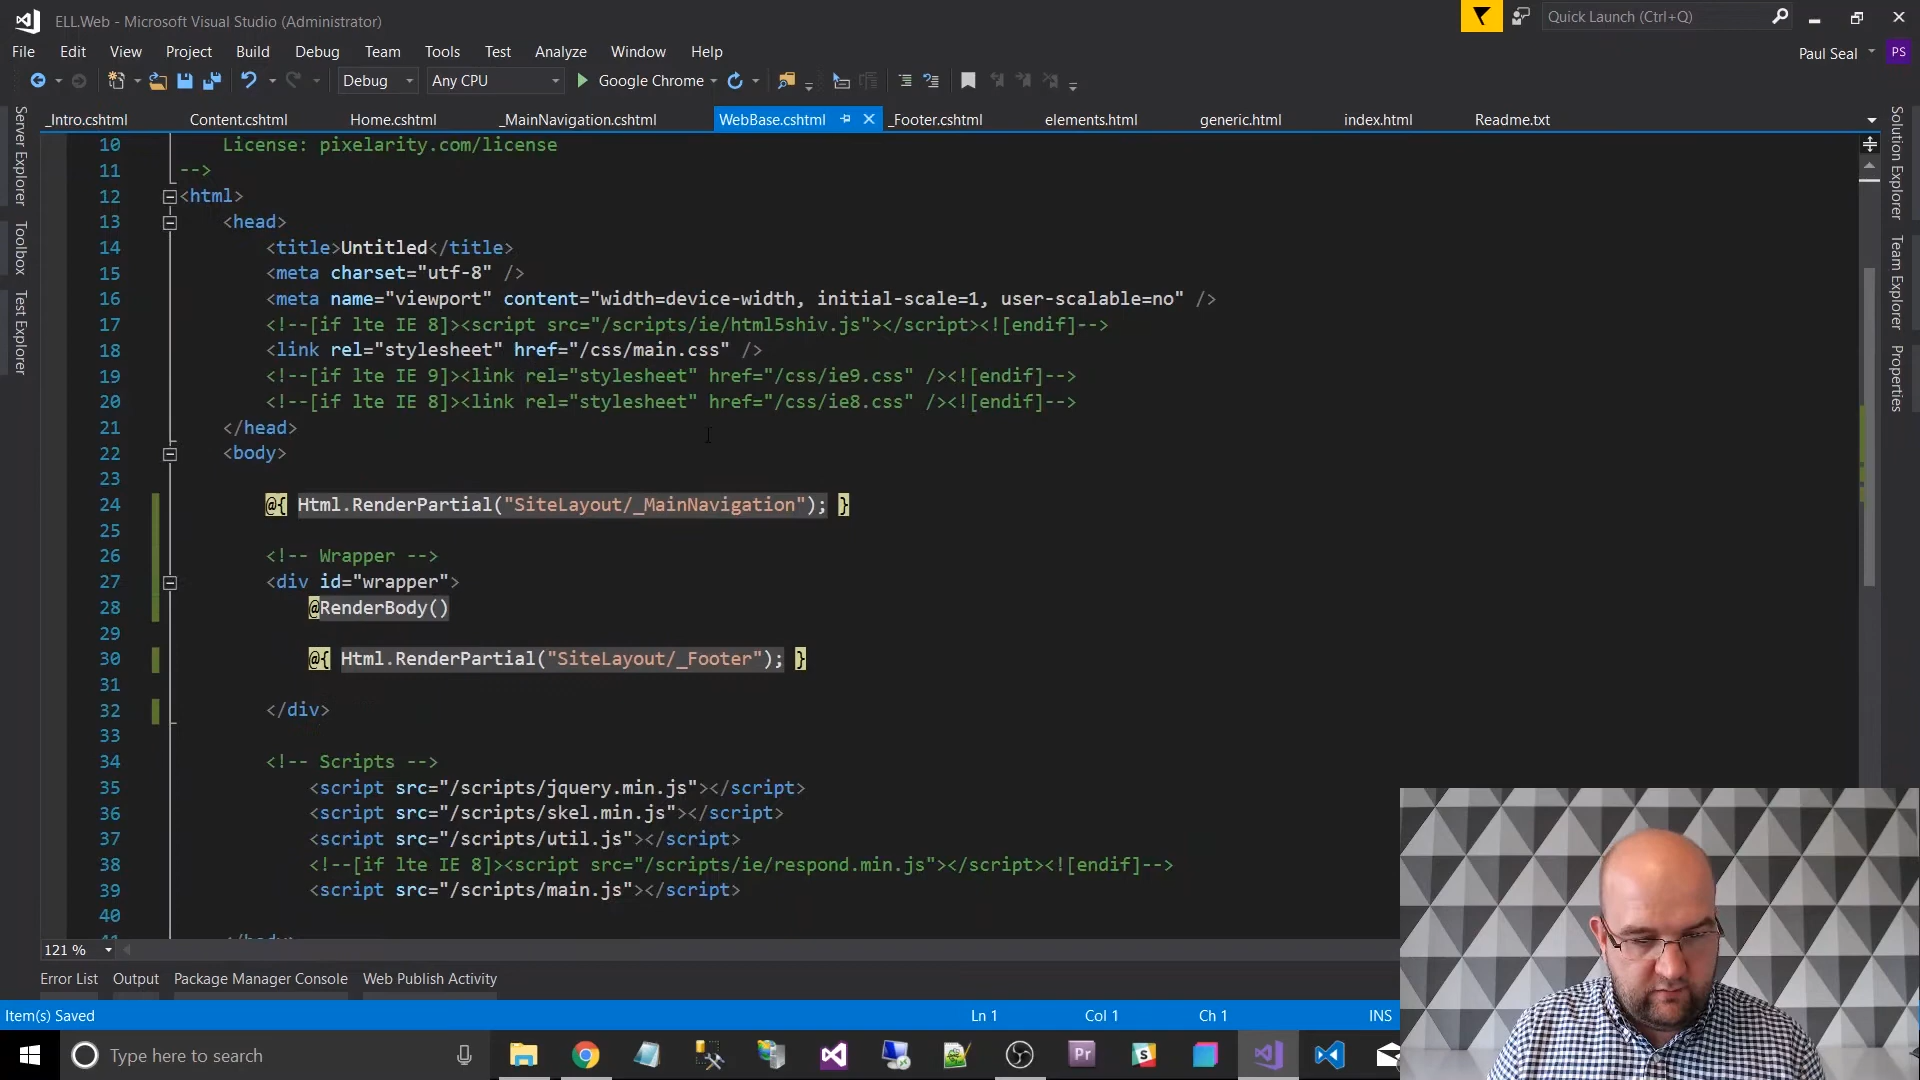 ELL.Web - Microsoft Visual Studio (Administrator)
Quick Launch (Ctrl+Q)
File Edit View Project Build Debug Team Tools Test Analyze Window Help
Paul Seal PS
Debug Any CPU Google Chrome
_Intro.cshtml Content.cshtml Home.cshtml _MainNavigation.cshtml WebBase.cshtml _Footer.cshtml elements.html generic.html index.html Readme.txt
Server Explorer
Toolbox
Test Explorer
Solution Explorer
Team Explorer
Properties
10 License: pixelarity.com/license
11 -->
12 <html>
13 <head>
14 <title>Untitled</title>
15 <meta charset="utf-8" />
16 <meta name="viewport" content="width=device-width, initial-scale=1, user-scalable=no" />
17 <!--[if lte IE 8]><script src="/scripts/ie/html5shiv.js"></script><![endif]-->
18 <link rel="stylesheet" href="/css/main.css" />
19 <!--[if lte IE 9]><link rel="stylesheet" href="/css/ie9.css" /><![endif]-->
20 <!--[if lte IE 8]><link rel="stylesheet" href="/css/ie8.css" /><![endif]-->
21 </head>
22 <body>
23
24 @{ Html.RenderPartial("SiteLayout/_MainNavigation"); }
25
26 <!-- Wrapper -->
27 <div id="wrapper">
28 @RenderBody()
29
30 @{ Html.RenderPartial("SiteLayout/_Footer"); }
31
32 </div>
33
34 <!-- Scripts -->
35 <script src="/scripts/jquery.min.js"></script>
36 <script src="/scripts/skel.min.js"></script>
37 <script src="/scripts/util.js"></script>
38 <!--[if lte IE 8]><script src="/scripts/ie/respond.min.js"></script><![endif]-->
39 <script src="/scripts/main.js"></script>
40
121 %
Error List Output Package Manager Console Web Publish Activity
Item(s) Saved Ln 1 Col 1 Ch 1 INS
Type here to search
Pr
S